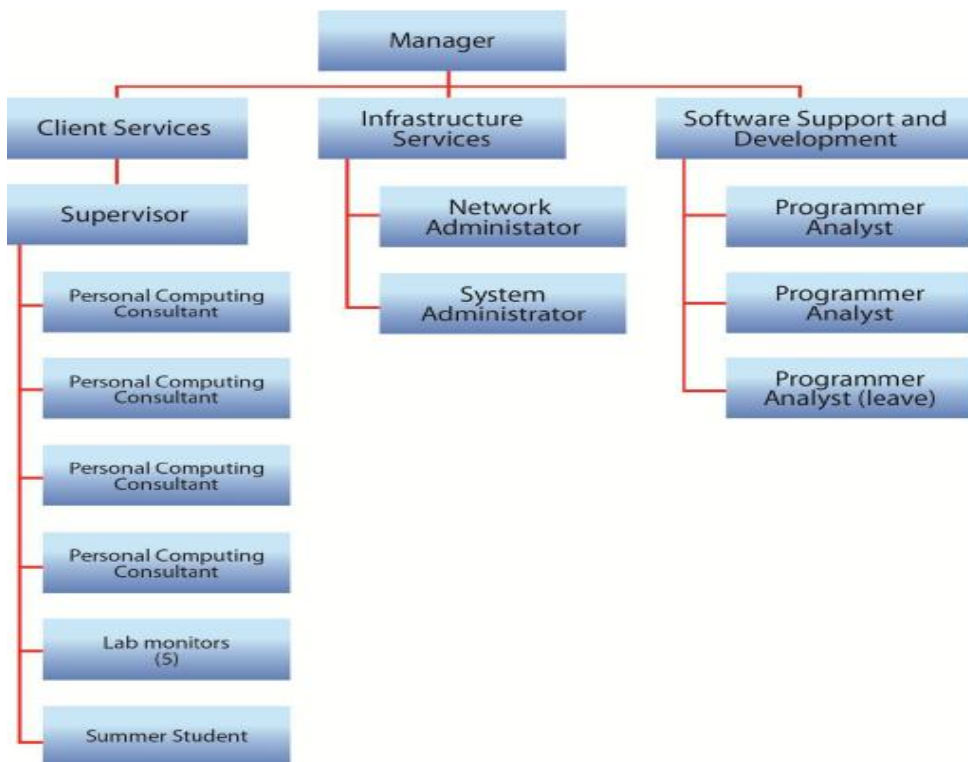 Manager
Client Services
Infrastructure
Services
Software Support and
Development
Supervisor
Personal Computing
Consultant
Personal Computing
Consultant
Personal Computing
Consultant
Personal Computing
Consultant
Lab monitors
(5)
Summer Student
Network
Administator
System
Administrator
Programmer
Analyst
Programmer
Analyst
Programmer
Analyst (leave)